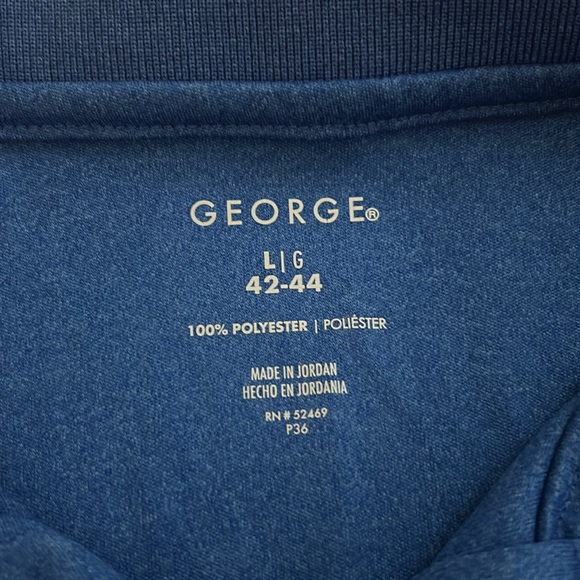 GEORGE®
L | G
42-44
100% POLYESTER | POLIÉSTER
MADE IN JORDAN
HECHO EN JORDANIA
RN # 52469
P36